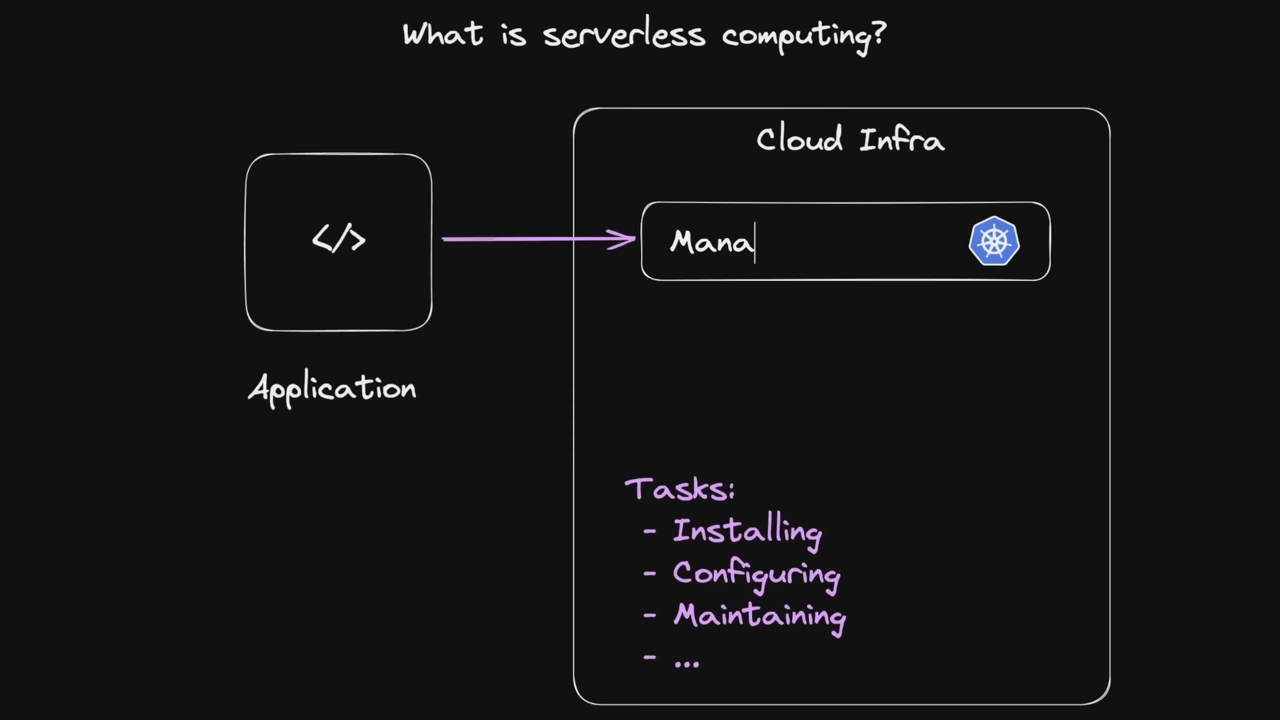 What is serverless computing?
Cloud Infra
</>
Mana
Application
Tasks:
- Installing
- Configuring
- Maintaining
- ...